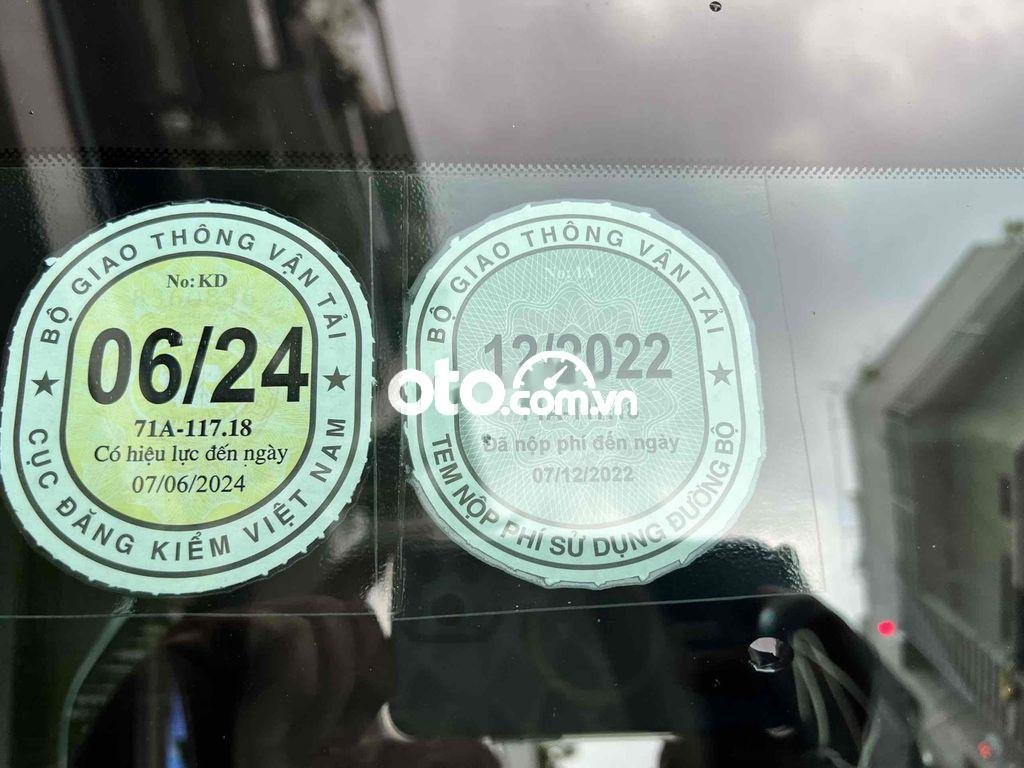 BỘ GIAO THÔNG VẬN TẢI
No: KD
06/24
71A-117.18
Có hiệu lực đến ngày
07/06/2024
★ CỤC ĐĂNG KIỂM VIỆT NAM ★
BỘ GIAO THÔNG VẬN TẢI
No: 1A
12/2022
Đã nộp phí đến ngày
07/12/2022
TEM NỘP PHÍ SỬ DỤNG ĐƯỜNG BỘ ★
oto.com.vn